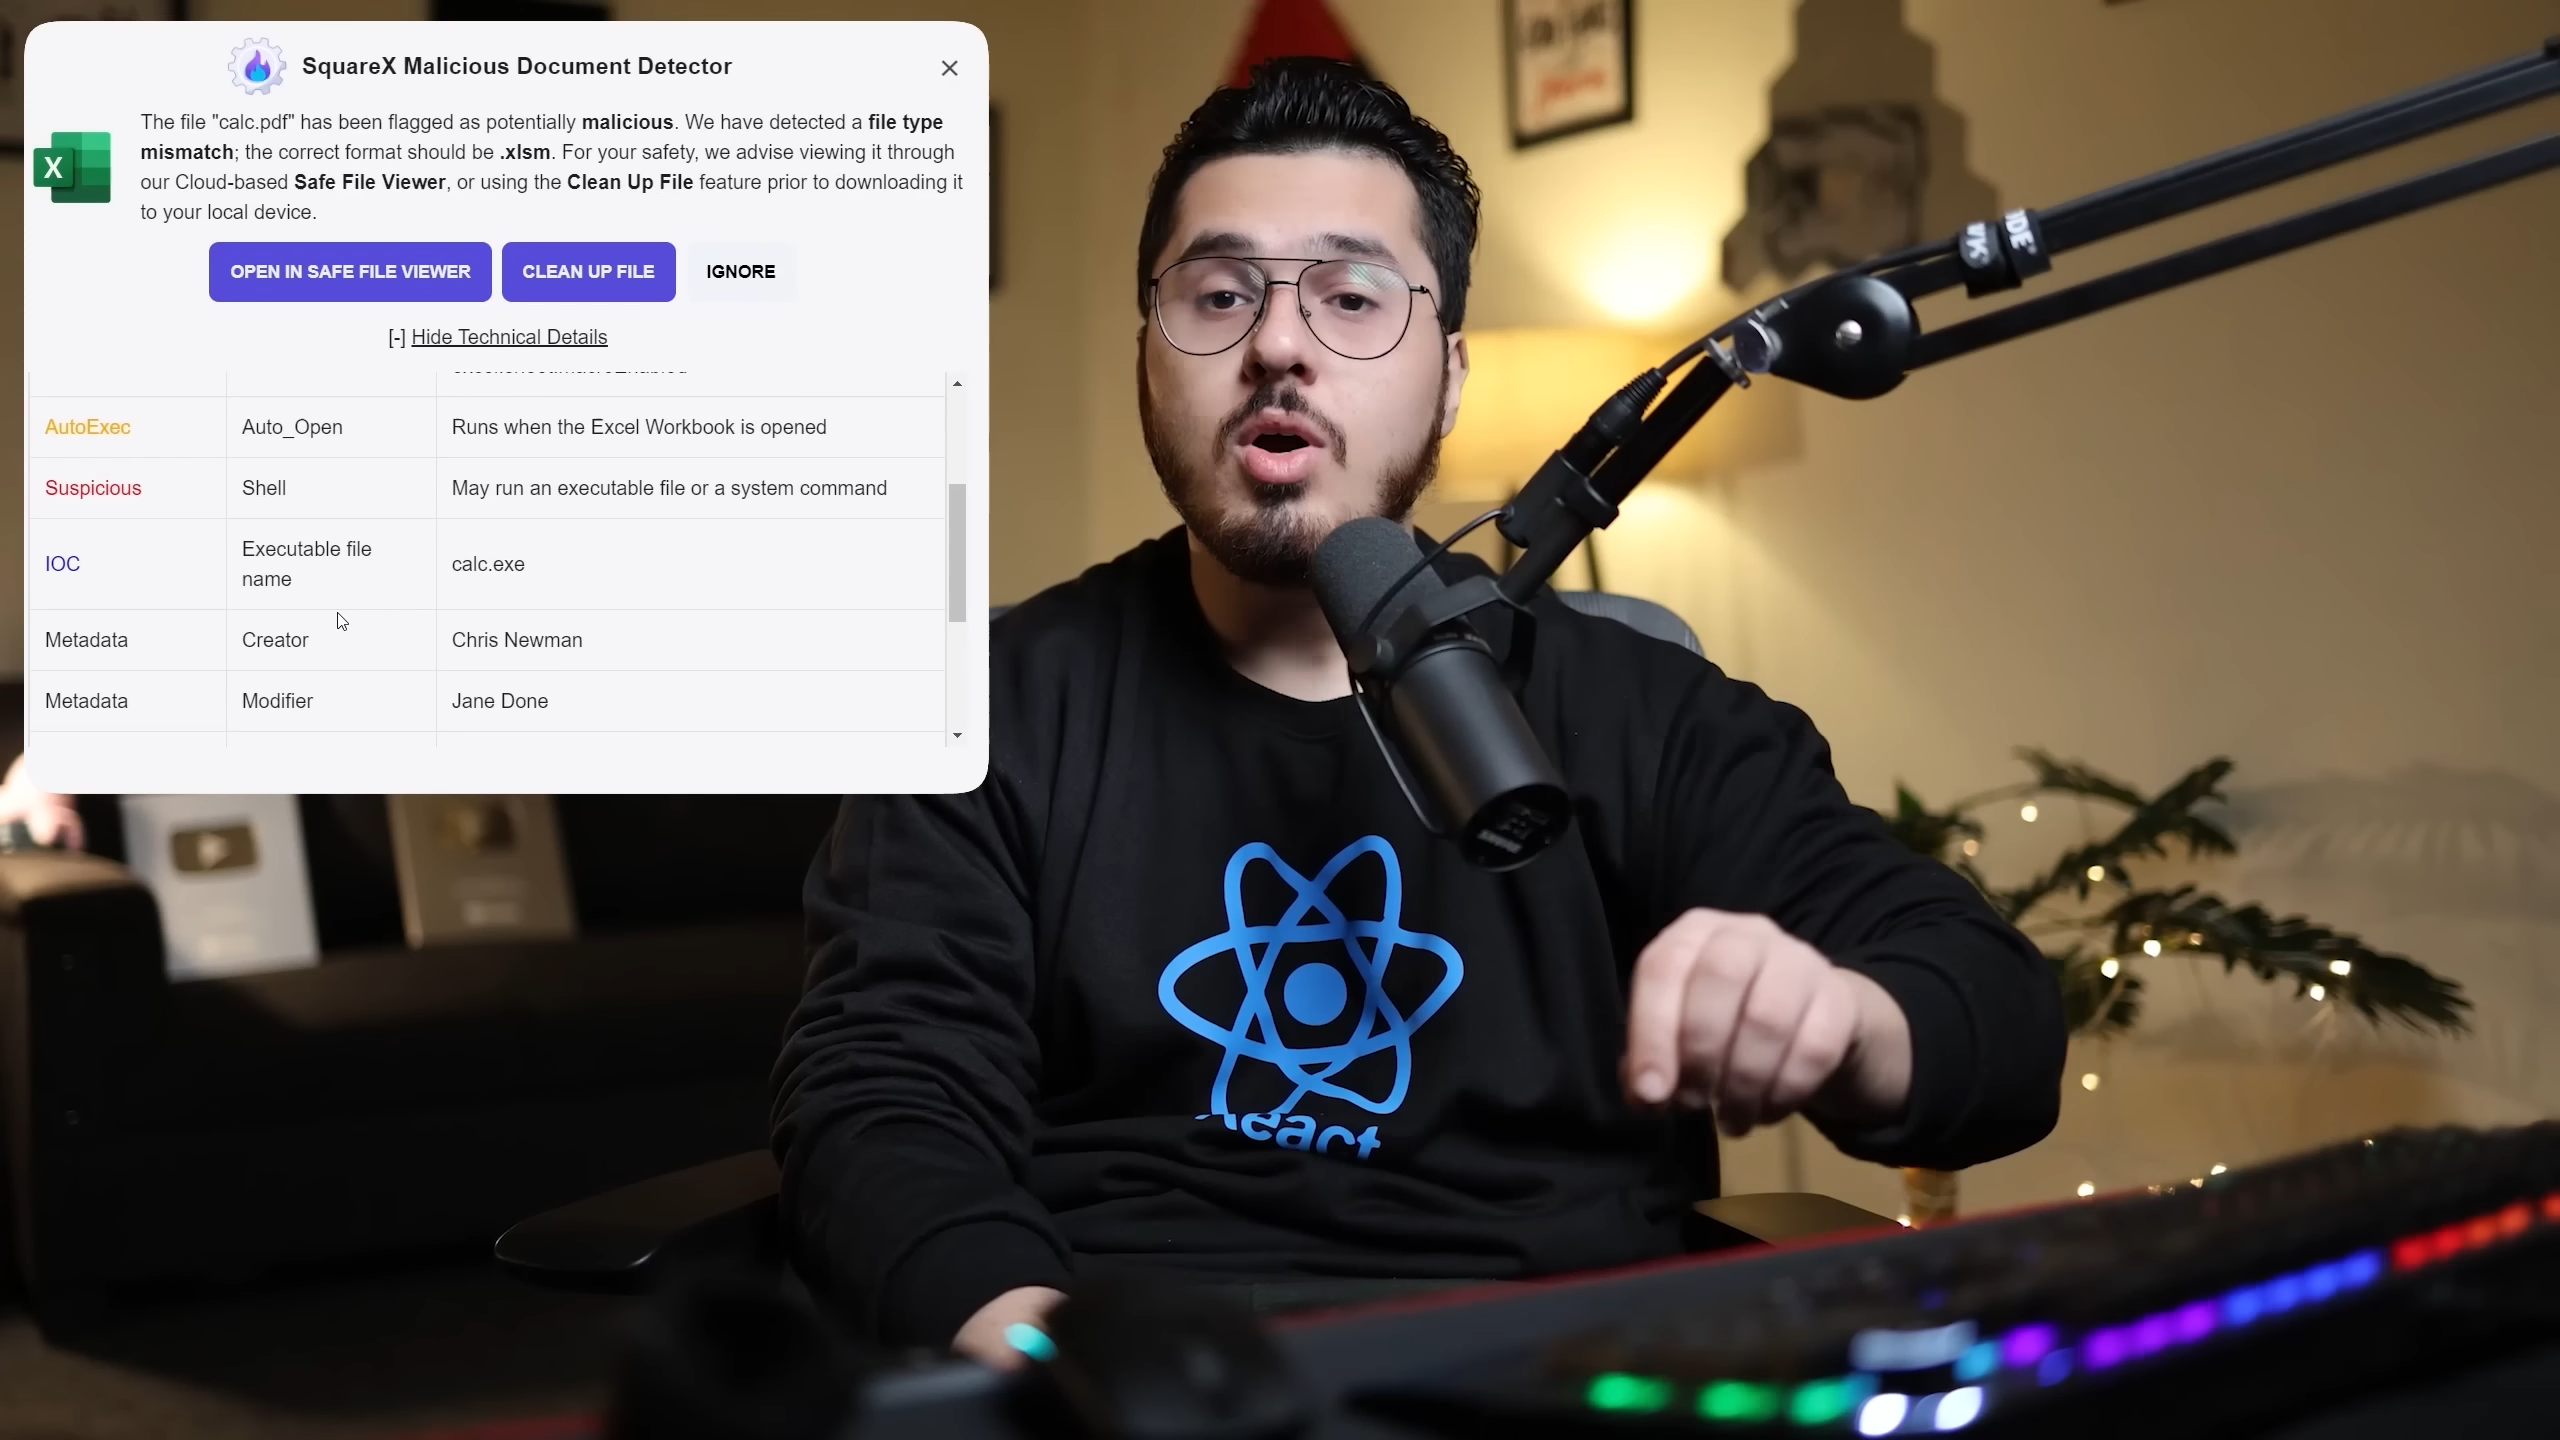 SquareX Malicious Document Detector
The file "calc.pdf" has been flagged as potentially malicious. We have detected a file type
mismatch; the correct format should be .xlsm. For your safety, we advise viewing it through
our Cloud-based Safe File Viewer, or using the Clean Up File feature prior to downloading it
to your local device.
X
OPEN IN SAFE FILE VIEWER CLEAN UP FILE IGNORE
[-] Hide Technical Details
AutoExec Auto_Open Runs when the Excel Workbook is opened
Suspicious Shell May run an executable file or a system command
IOC Executable file
name calc.exe
Metadata Creator Chris Newman
Metadata Modifier Jane Done
React